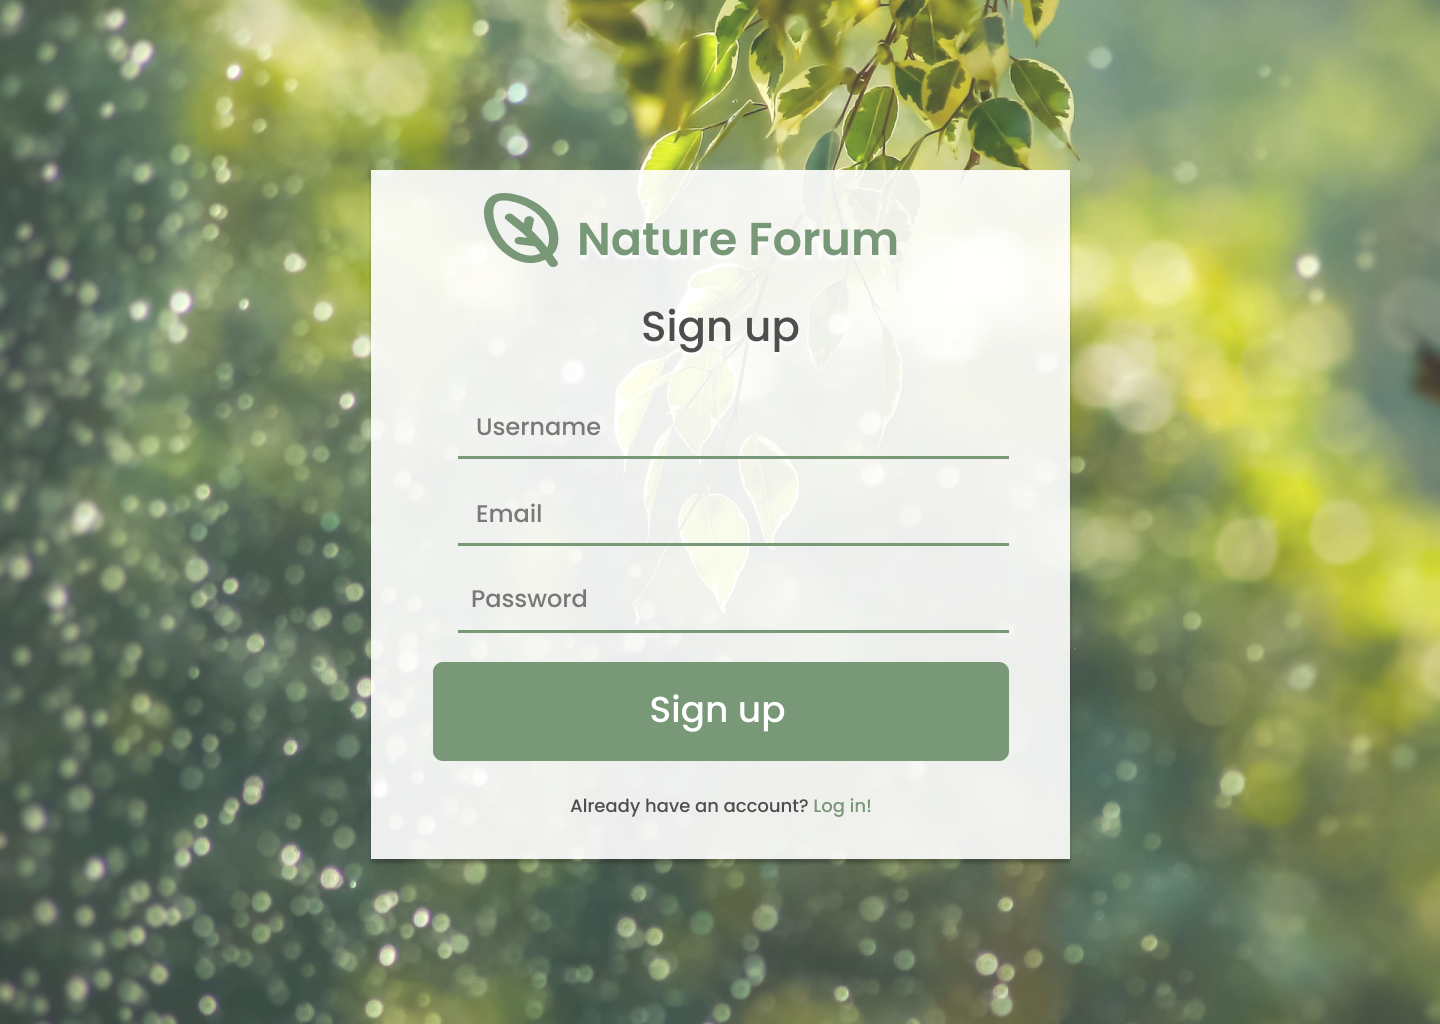 Nature Forum
Sign up
Username
Email
Password
Sign up
Already have an account? Log in!